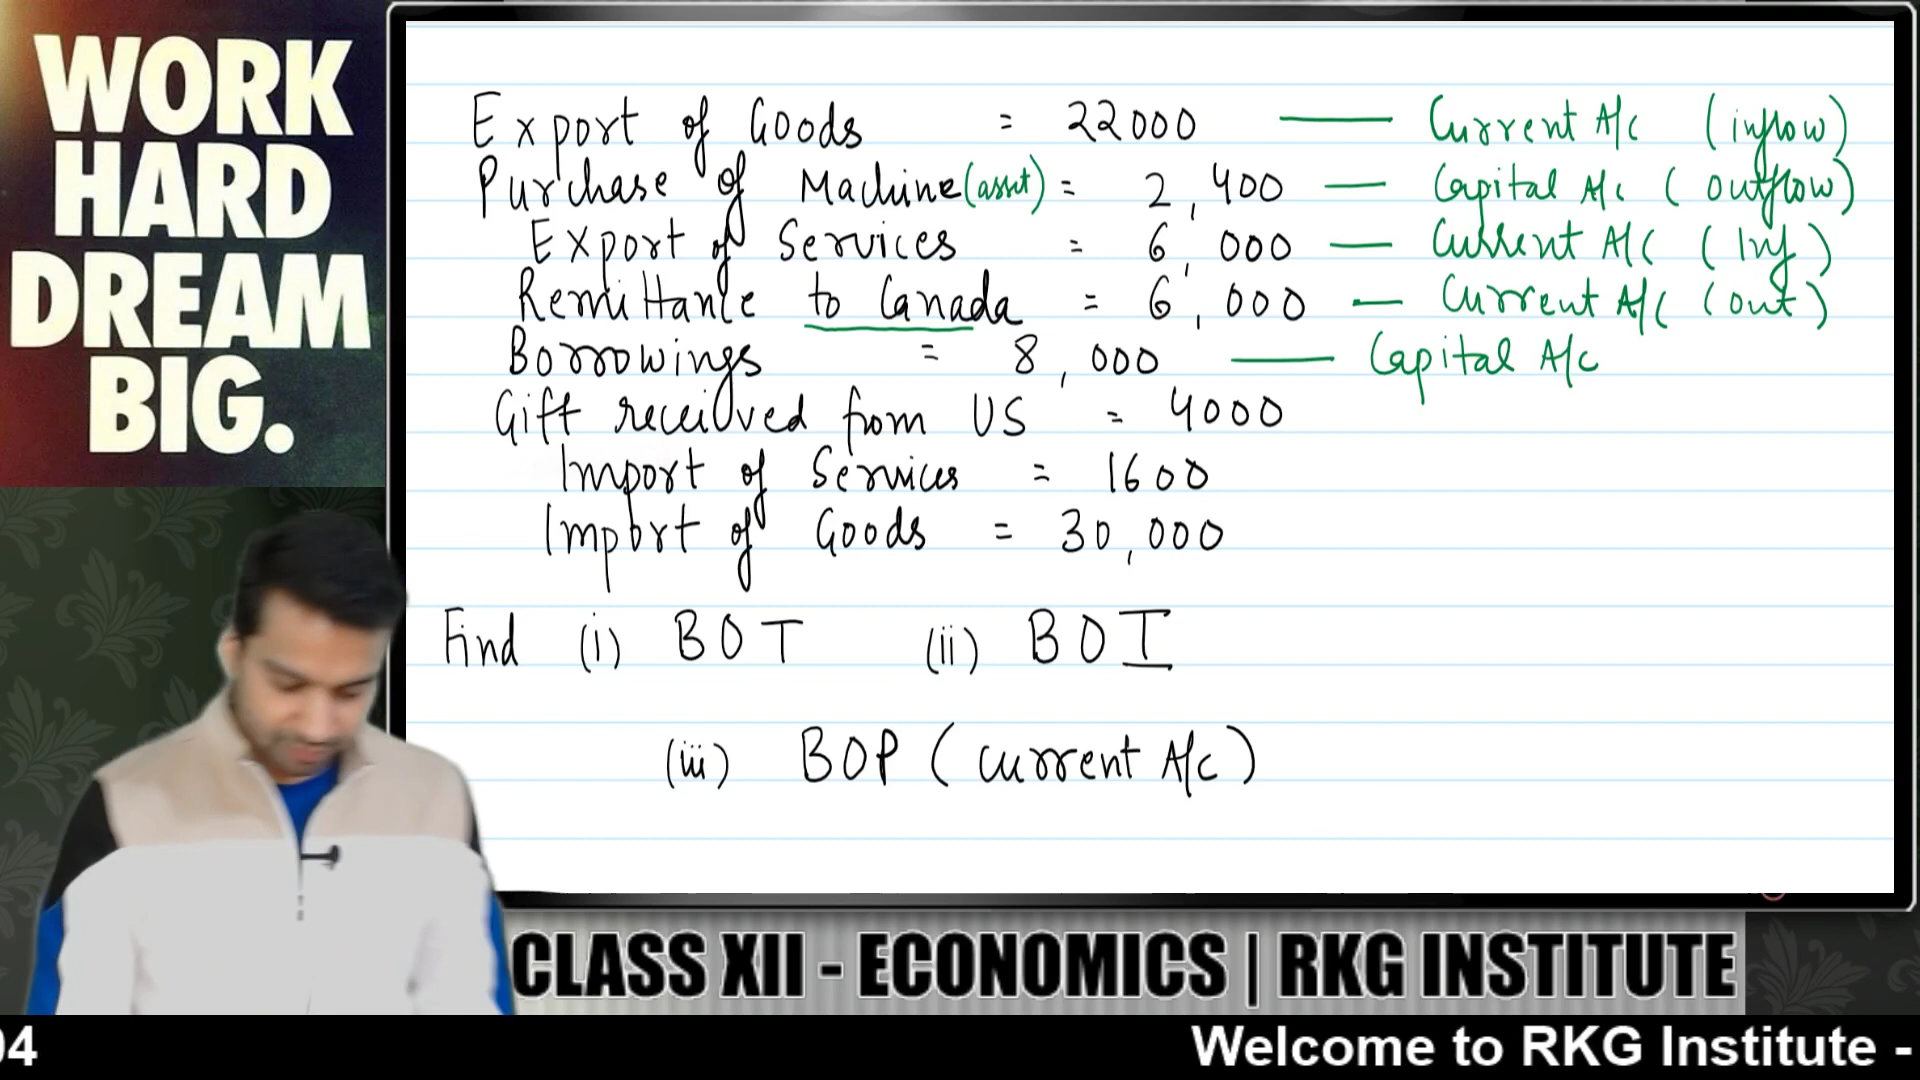 WORK
HARD
DREAM
BIG.
Export of Goods = 22000 — Current A/c (inflow)
Purchase of Machine (asset) = 2,400 — Capital A/c (outflow)
Export of Services = 6,000 — Current A/C (Inf)
Remittance to Canada = 6,000 — Current A/C (out)
Borrowings = 8,000 — Capital A/c
Gift received from US = 4000
Import of Services = 1600
Import of Goods = 30,000
Find (i) BOT (ii) BOI
(iii) BOP (Current A/c)
CLASS XII - ECONOMICS | RKG INSTITUTE
04 Welcome to RKG Institute -